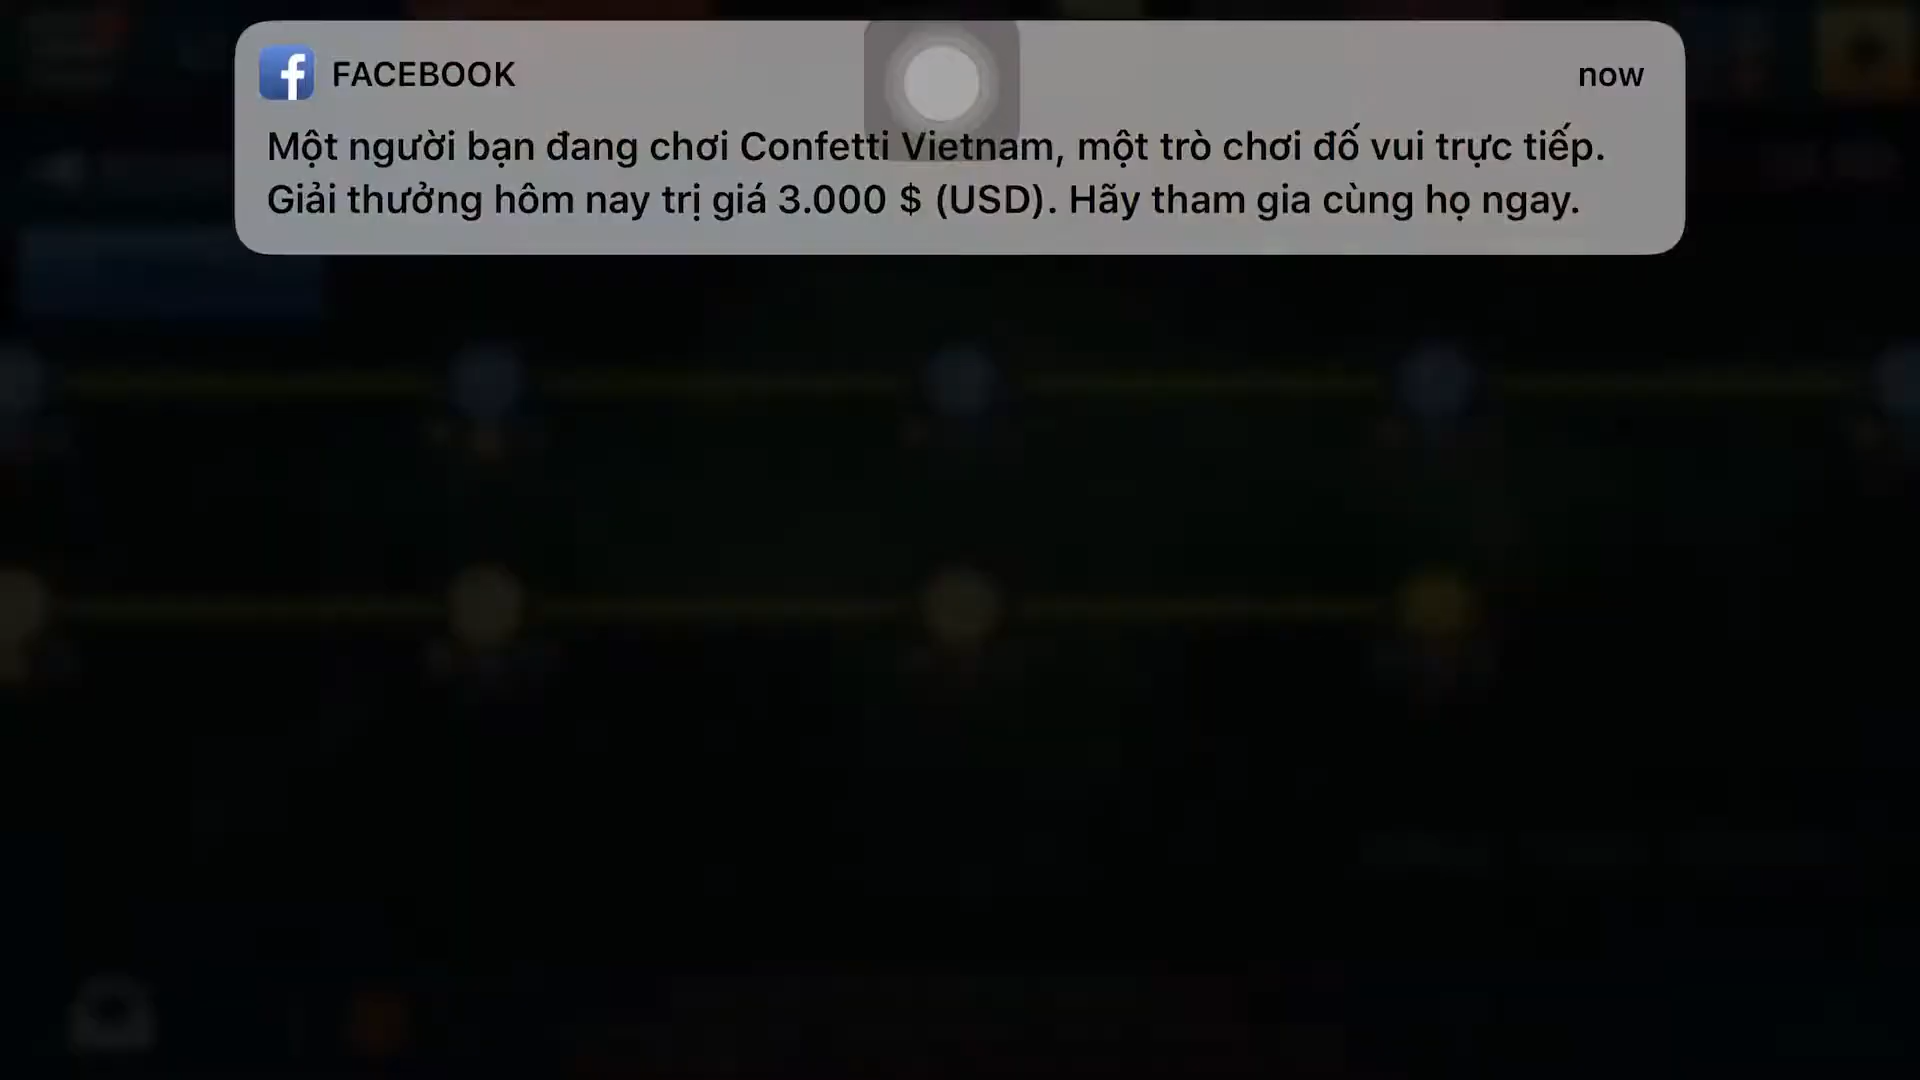 FACEBOOK
now
Một người bạn đang chơi Confetti Vietnam, một trò chơi đố vui trực tiếp.
Giải thưởng hôm nay trị giá 3.000 $ (USD). Hãy tham gia cùng họ ngay.